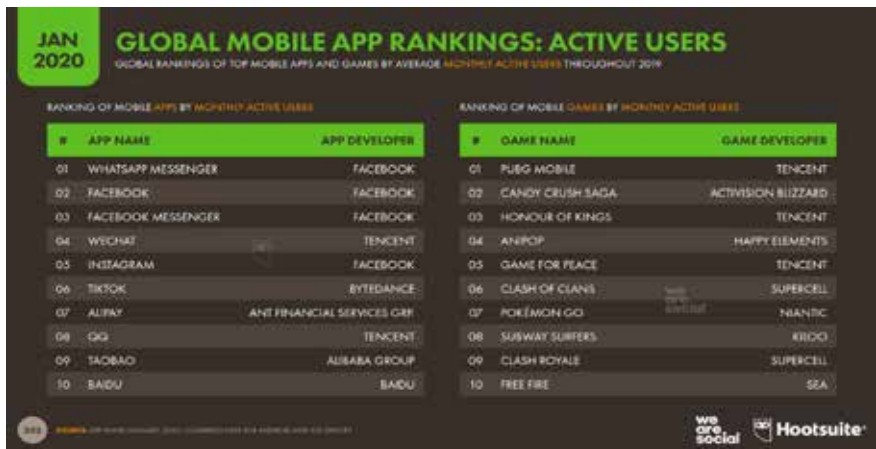 JAN
2020
GLOBAL MOBILE APP RANKINGS: ACTIVE USERS
GLOBAL RANKINGS OF TOP MOBILE APPS AND GAMES BY AVERAGE MONTHLY ACTIVE USERS THROUGHOUT 2019
RANKING OF MOBILE APPS BY MONTHLY ACTIVE USERS
# APP NAME APP DEVELOPER
01 WHATSAPP MESSENGER FACEBOOK
02 FACEBOOK FACEBOOK
03 FACEBOOK MESSENGER FACEBOOK
04 WECHAT TENCENT
05 INSTAGRAM FACEBOOK
06 TIKTOK BYTEDANCE
07 ALIPAY ANT FINANCIAL SERVICES GRP.
08 QQ TENCENT
09 TAOBAO ALIBABA GROUP
10 BAIDU BAIDU
RANKING OF MOBILE GAMES BY MONTHLY ACTIVE USERS
# GAME NAME GAME DEVELOPER
01 PUBG MOBILE TENCENT
02 CANDY CRUSH SAGA ACTIVISION BLIZZARD
03 HONOUR OF KINGS TENCENT
04 ANIPOP HAPPY ELEMENTS
05 GAME FOR PEACE TENCENT
06 CLASH OF CLANS SUPERCELL
07 POKÉMON GO NIANTIC
08 SUBWAY SURFERS KILOO
09 CLASH ROYALE SUPERCELL
10 FREE FIRE SEA
we
are
social
we
are
social
Hootsuite